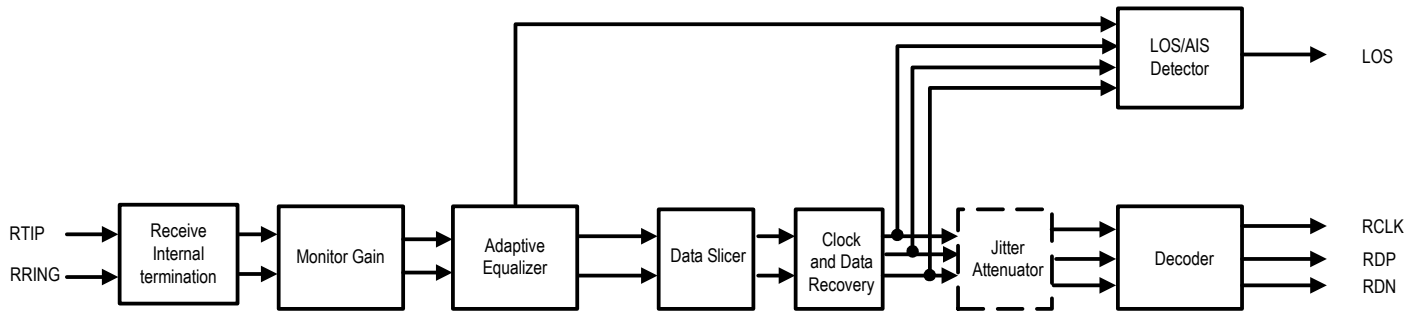 LOS/AIS
Detector
LOS
RTIP
RRING
Receive
Internal
termination
Monitor Gain
Adaptive
Equalizer
Data Slicer
Clock
and Data
Recovery
Jitter
Attenuator
Decoder
RCLK
RDP
RDN